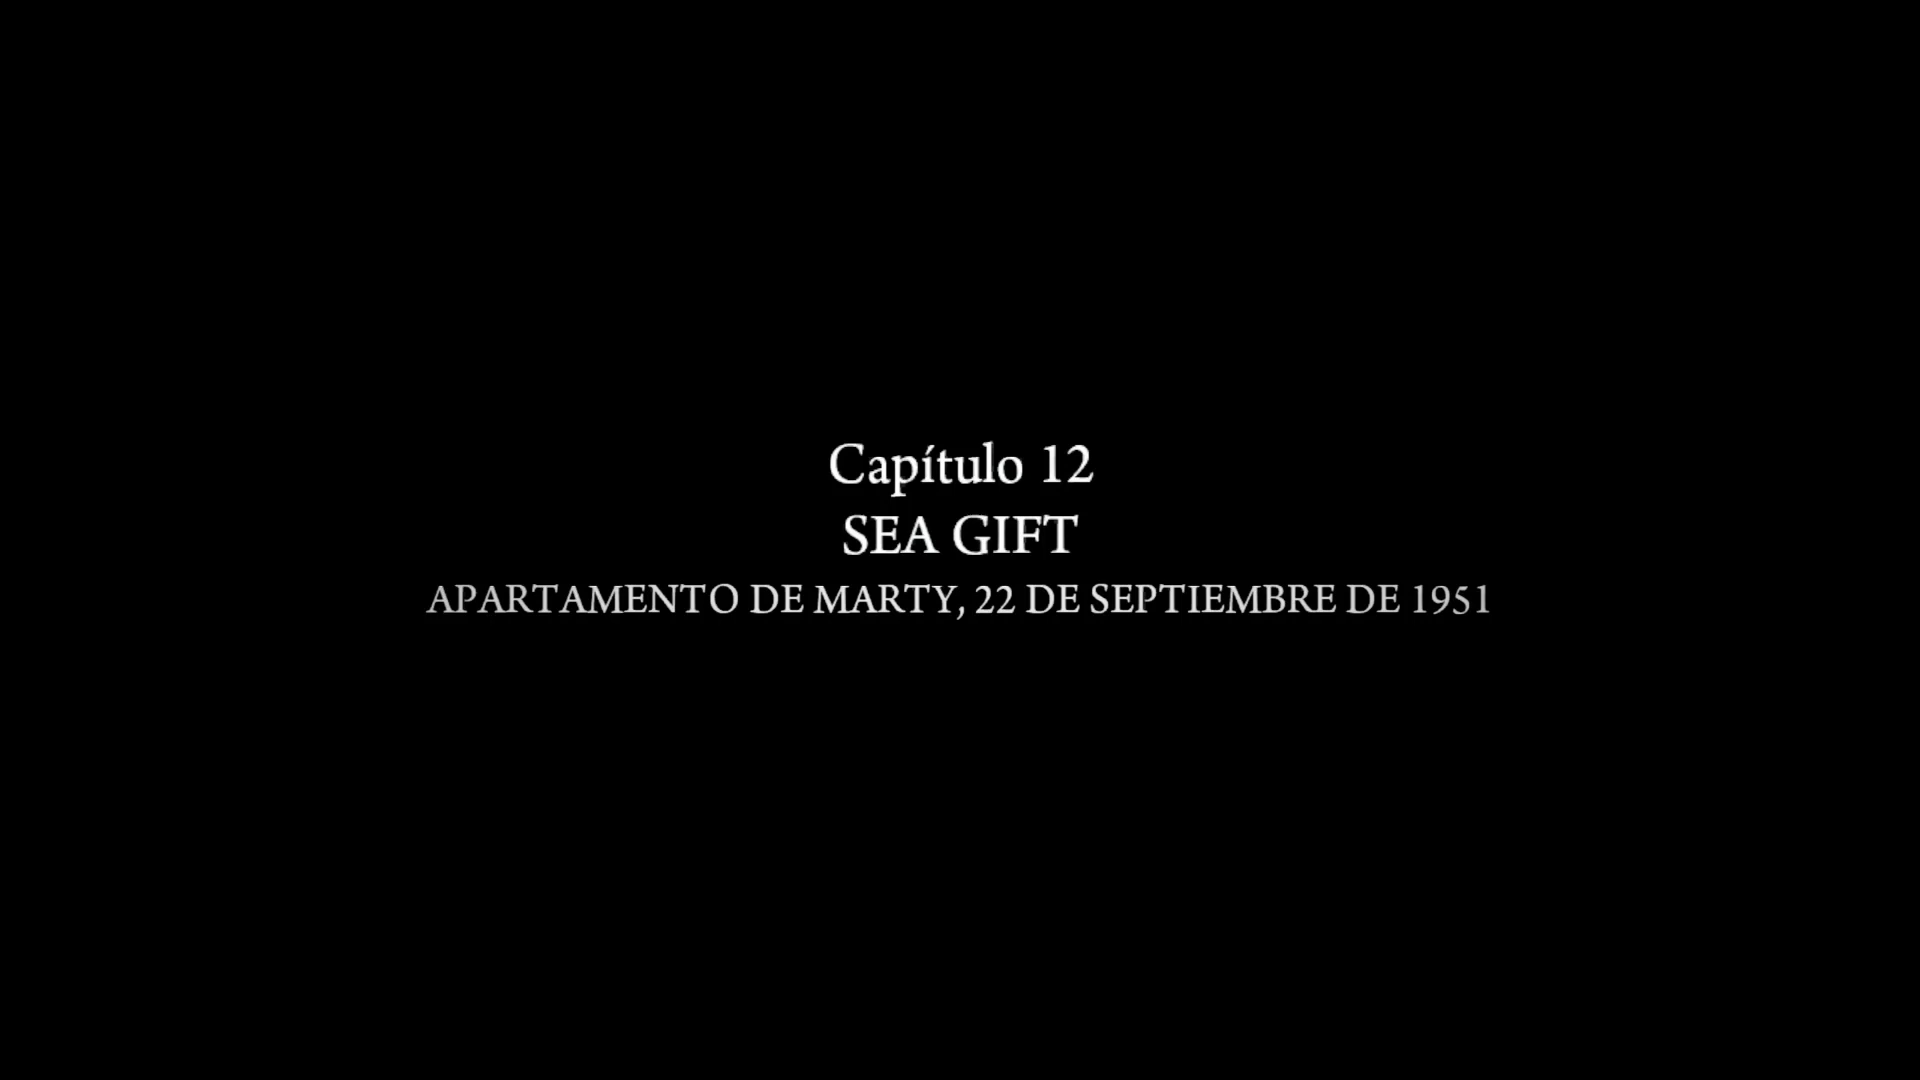 Capítulo 12
SEA GIFT
APARTAMENTO DE MARTY, 22 DE SEPTIEMBRE DE 1951